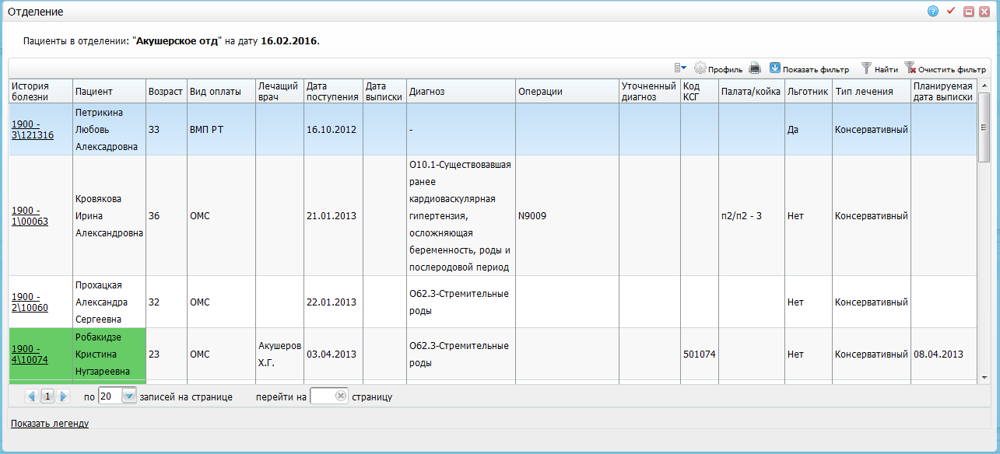 Отделение
Пациенты в отделении: "Акушерское отд" на дату 16.02.2016.
Профиль Показать фильтр Найти Очистить фильтр
История болезни Пациент Возраст Вид оплаты Лечащий врач Дата поступления Дата выписки Диагноз Операции Уточненный диагноз Код КСГ Палата/койка Льготник Тип лечения Планируемая дата выписки
1900 -
3\121316
Петрикина
Любовь
Алексадровна
33
ВМП РТ
16.10.2012
-
Да
Консервативный
1900 -
1\00063
Кровякова
Ирина
Александровна
36
ОМС
21.01.2013
O10.1-Существовавшая
ранее
кардиоваскулярная
гипертензия,
осложняющая
беременность, роды и
послеродовой период
N9009
п2/п2 - 3
Нет
Консервативный
1900 -
2\10060
Прохацкая
Александра
Сергеевна
32
ОМС
22.01.2013
O62.3-Стремительные
роды
Нет
Консервативный
1900 -
4\10074
Робакидзе
Кристина
Нугзареевна
23
ОМС
Акушеров
Х.Г.
03.04.2013
O62.3-Стремительные
роды
501074
Нет
Консервативный
08.04.2013
1 по 20 записей на странице перейти на страницу
Показать легенду